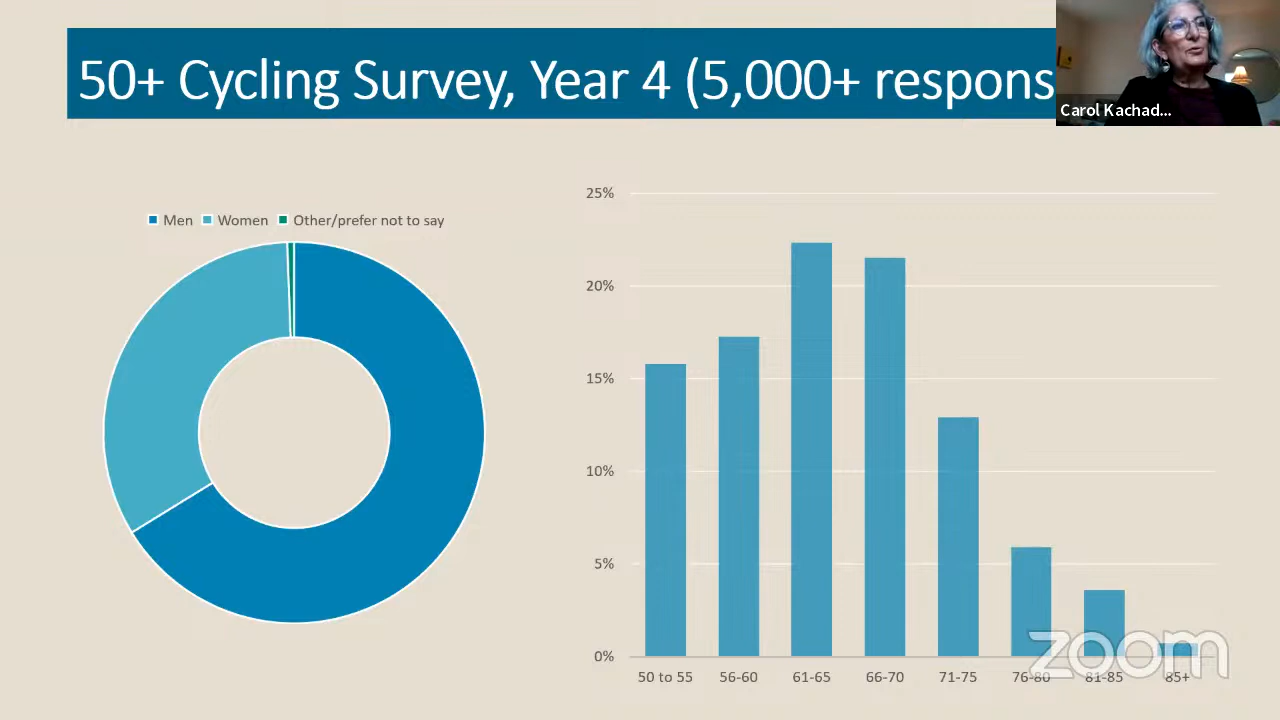 50+ Cycling Survey, Year 4 (5,000+ respons
Carol Kachad...
Men Women Other/prefer not to say
25%
20%
15%
10%
5%
0%
50 to 55 56-60 61-65 66-70 71-75 76-80 81-85 85+
zoom